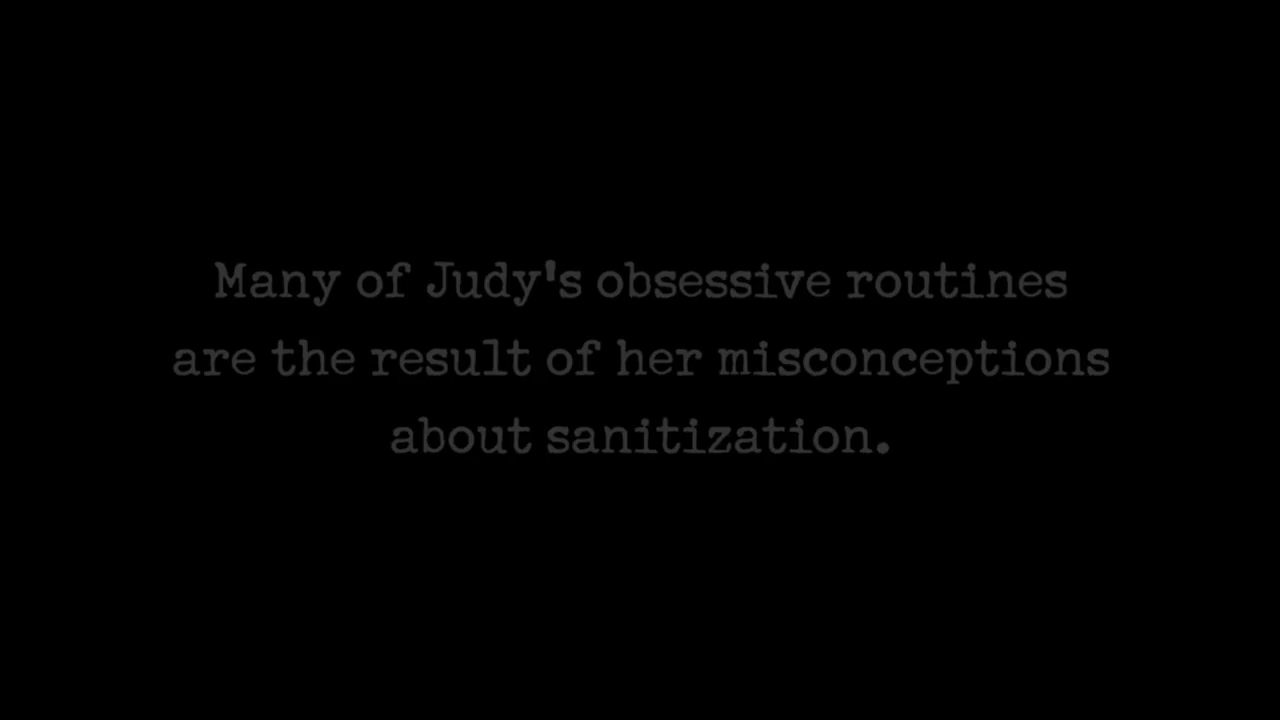 Many of Judy's obsessive routines
are the result of her misconceptions
about sanitization.